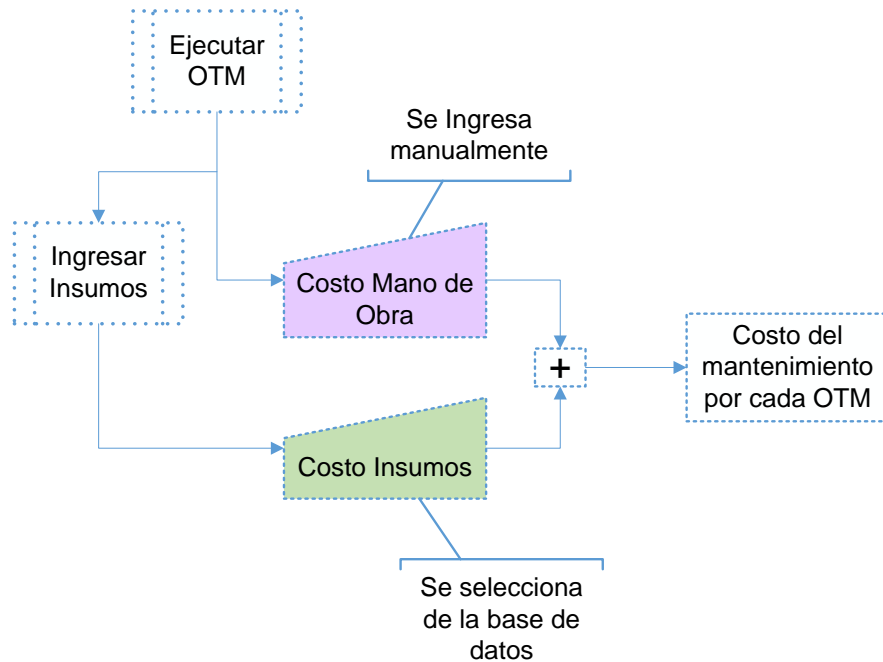 Ejecutar
OTM
Se Ingresa
manualmente
Ingresar
Insumos
Costo Mano de
Obra
+
Costo del
mantenimiento
por cada OTM
Costo Insumos
Se selecciona
de la base de
datos